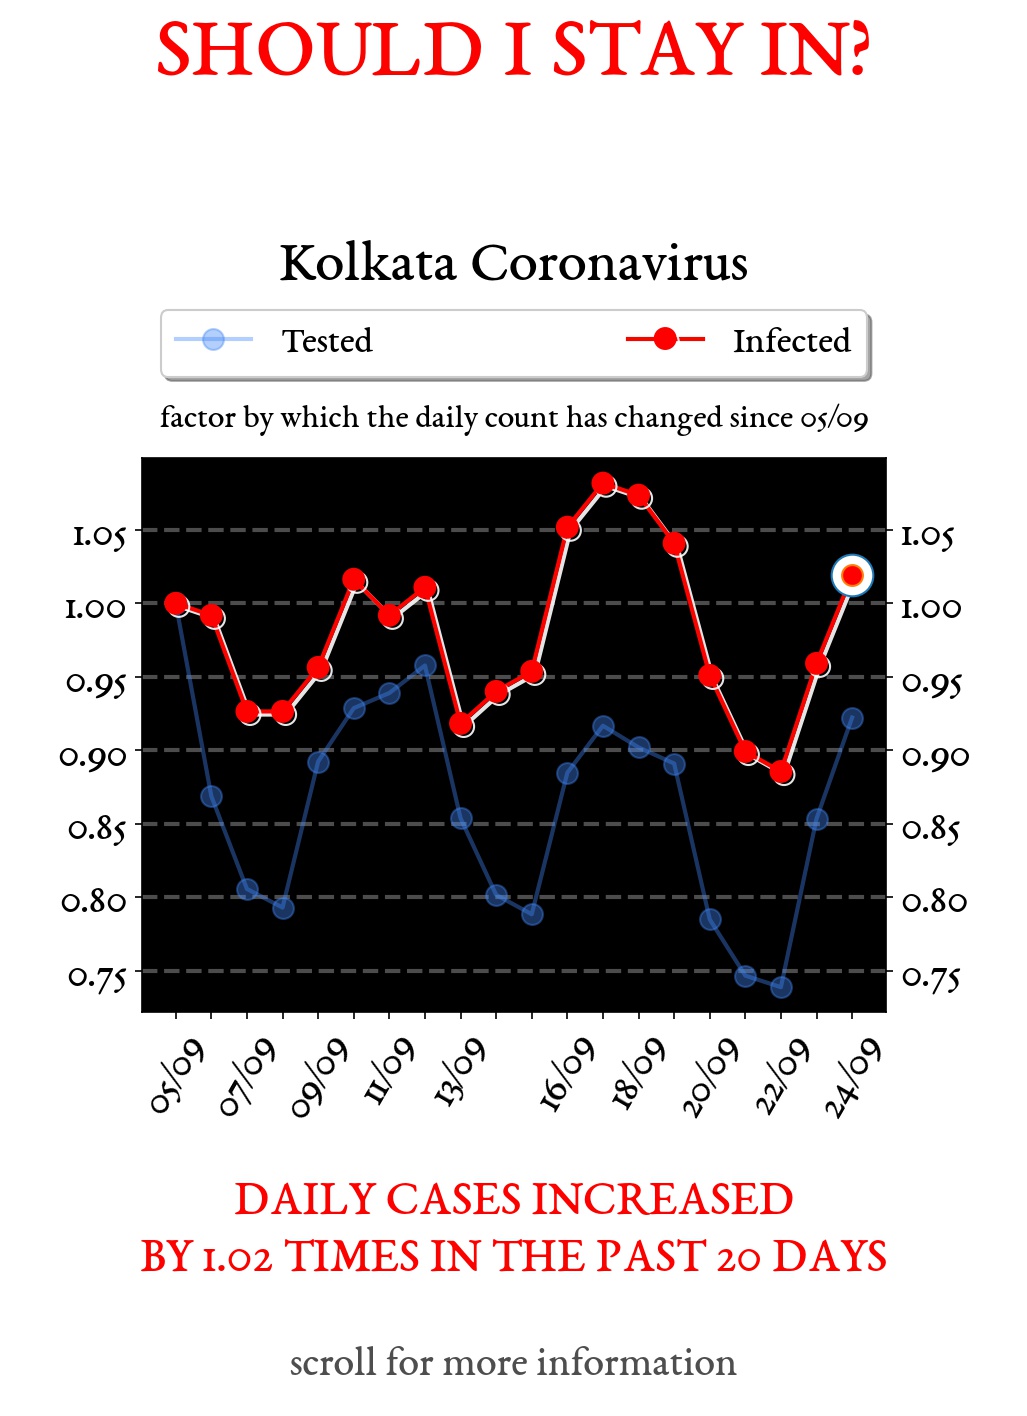 SHOULD I STAY IN?
Kolkata Coronavirus
Tested Infected
factor by which the daily count has changed since 05/09
1.05 1.05
1.00 1.00
0.95 0.95
0.90 0.90
0.85 0.85
0.80 0.80
0.75 0.75
05/09 07/09 09/09 11/09 13/09 16/09 18/09 20/09 22/09 24/09
DAILY CASES INCREASED
BY 1.02 TIMES IN THE PAST 20 DAYS
scroll for more information